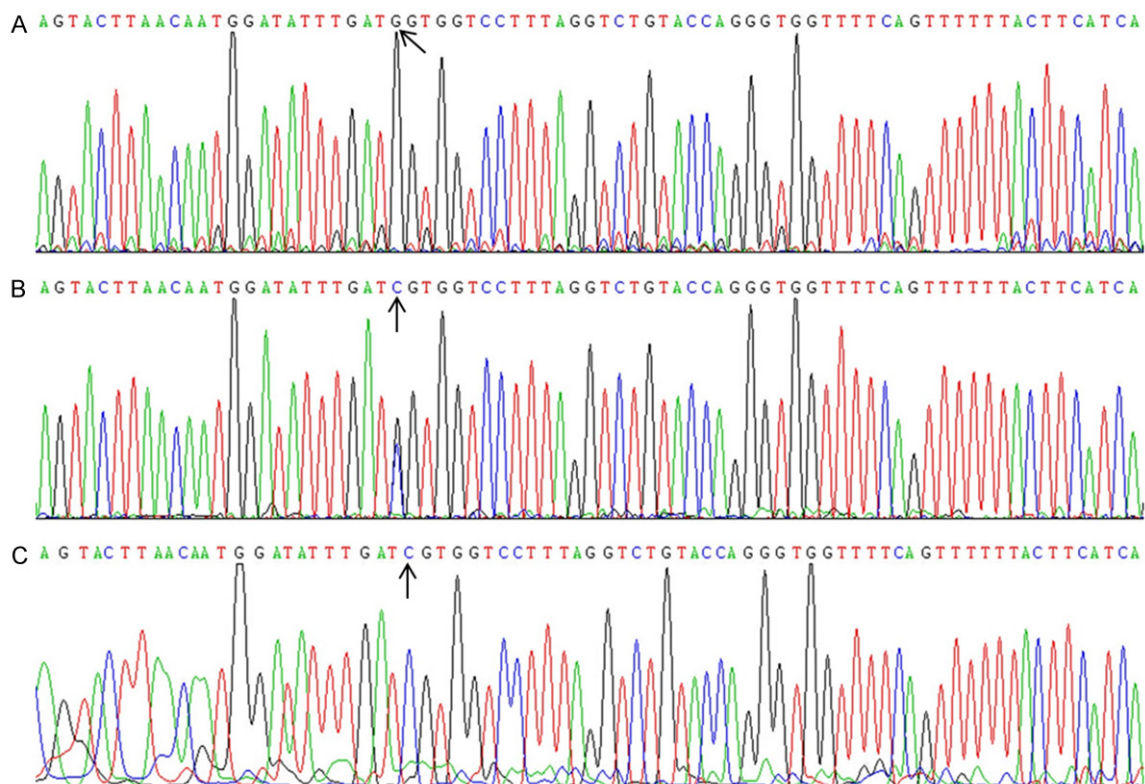 A AGTACTTAACAATGGATATTTGATGGTGGTCCTTTAGGTCTGTACCAGGGTGGTTTTCAGTTTTTTACTTCATCA
B AGTACTTAACAATGGATATTTGATCGTGGTCCTTTAGGTCTGTACCAGGGTGGTTTTCAGTTTTTTACTTCATCA
C AGTACTTAACAATGGATATTTGATCGTGGTCCTTTAGGTCTGTACCAGGGTGGTTTTCAGTTTTTTACTTCATCA